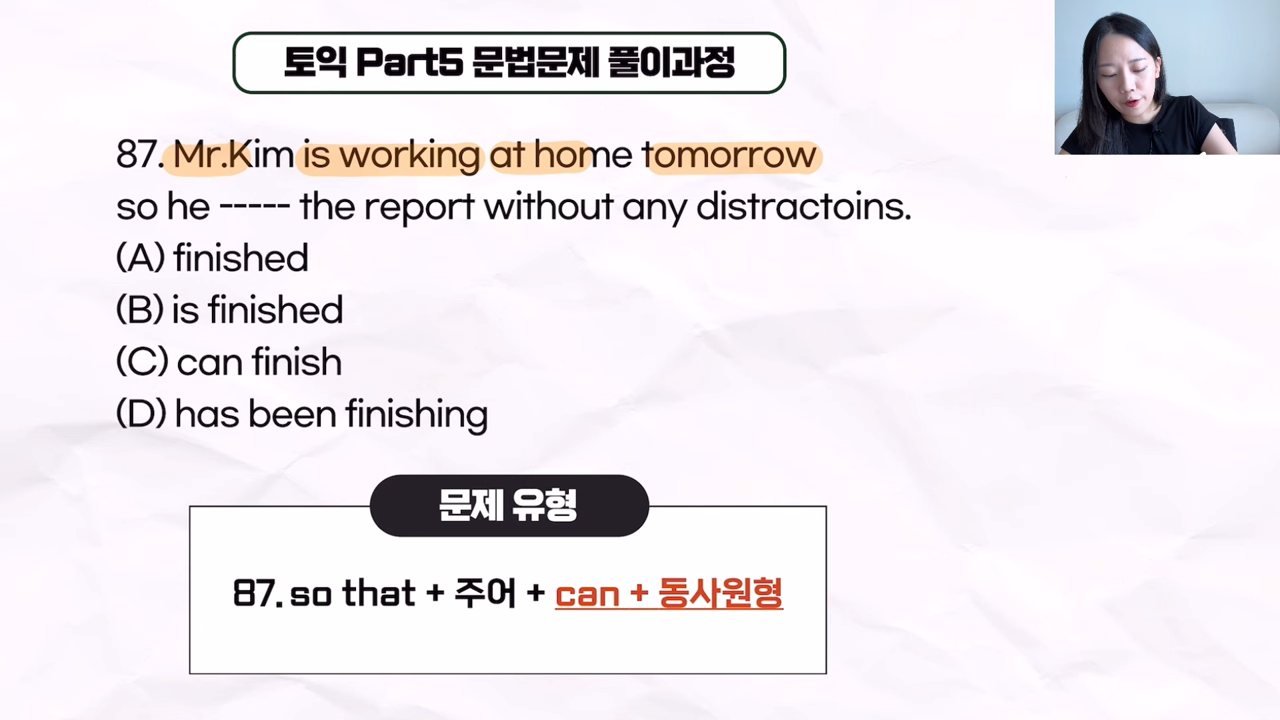 토익 Part5 문법문제 풀이과정
87. Mr.Kim is working at home tomorrow
so he ----- the report without any distractoins.
(A) finished
(B) is finished
(C) can finish
(D) has been finishing
문제 유형
87. so that + 주어 + can + 동사원형